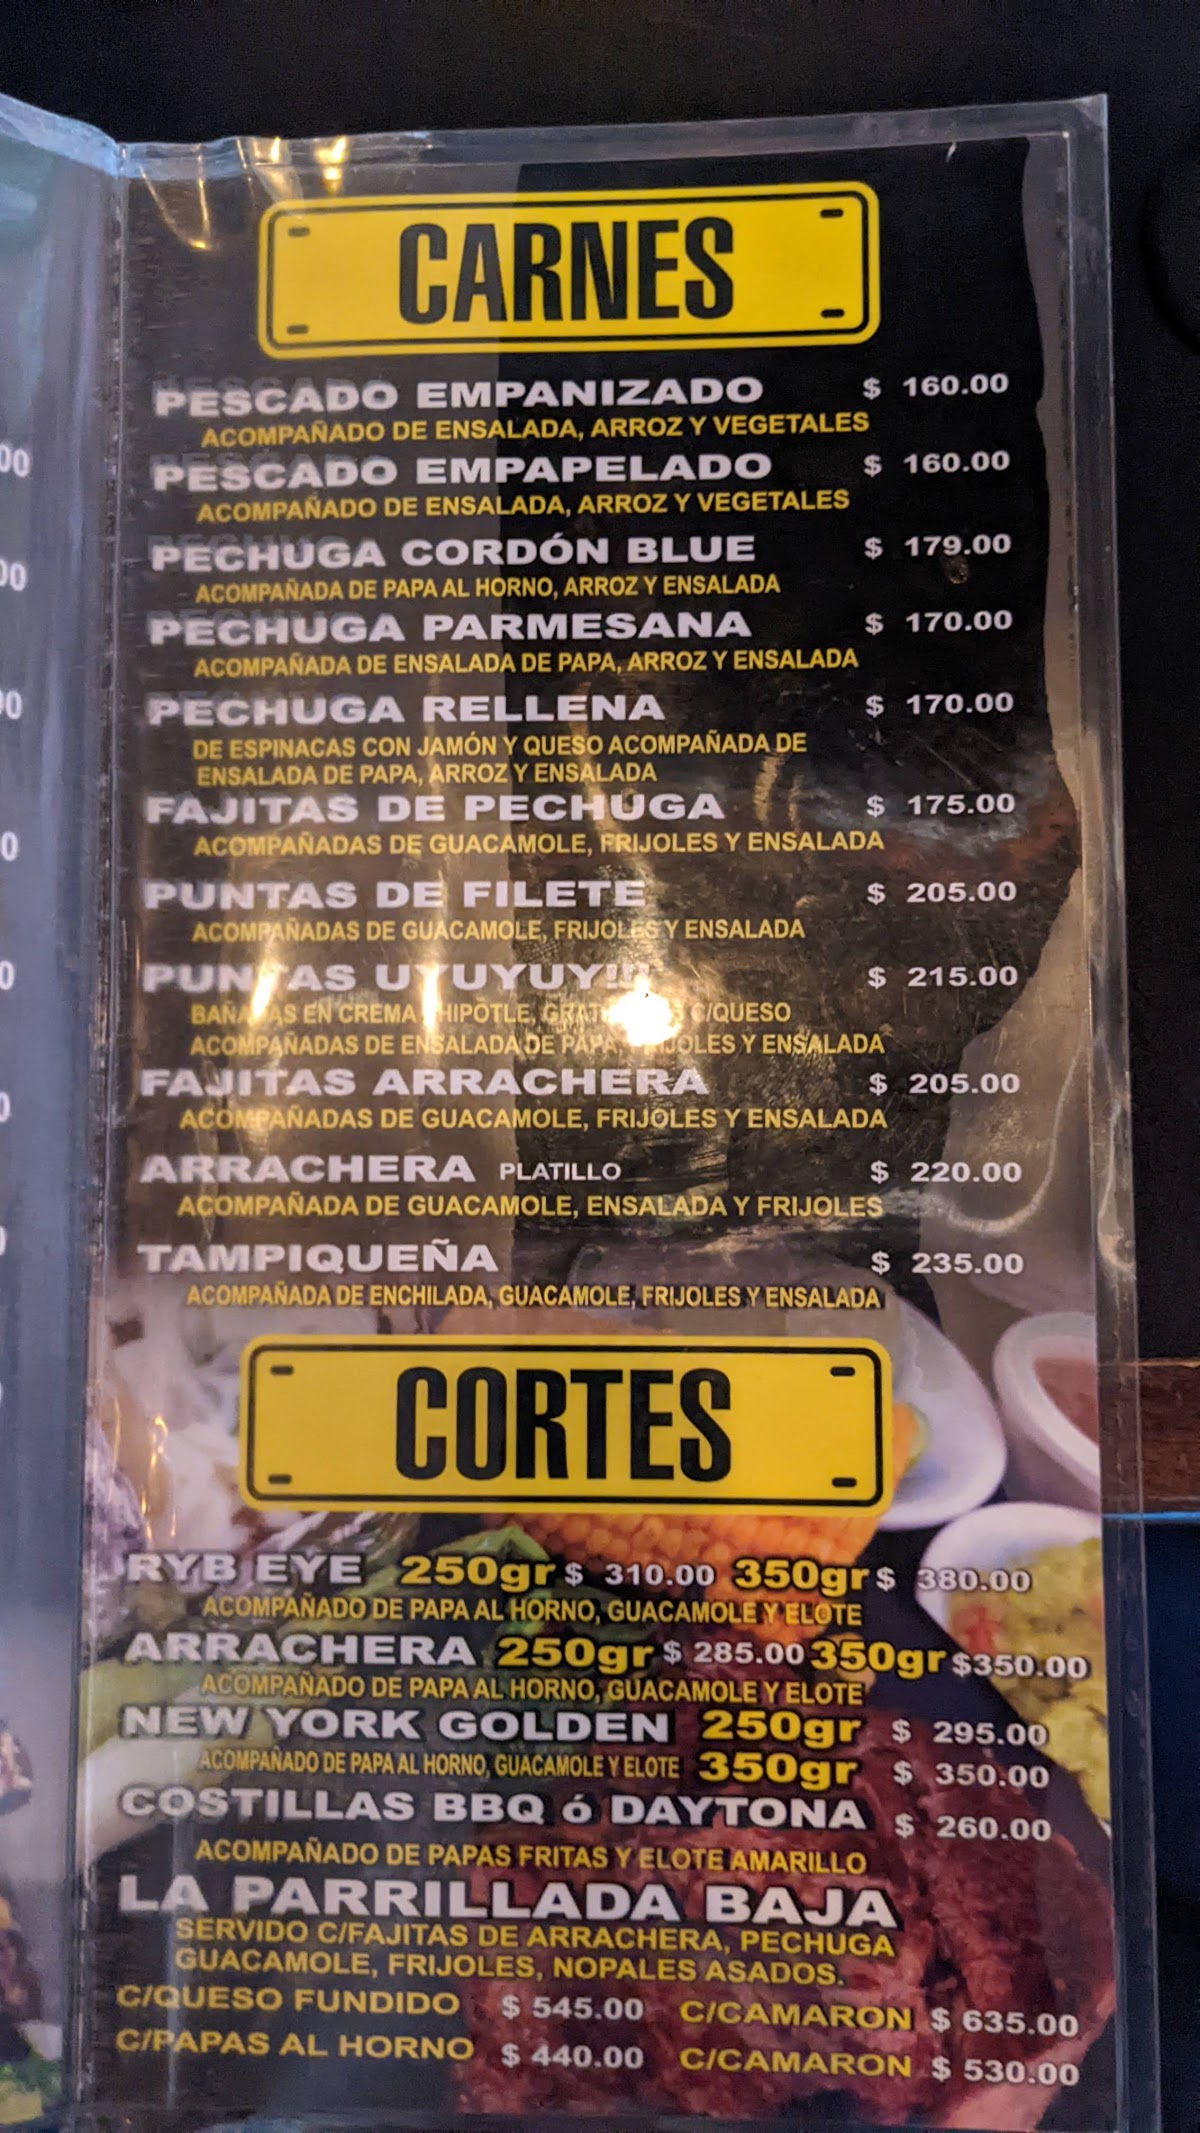 CARNES
PESCADO EMPANIZADO $ 160.00
ACOMPAÑADO DE ENSALADA, ARROZ Y VEGETALES
PESCADO EMPAPELADO $ 160.00
ACOMPAÑADO DE ENSALADA, ARROZ Y VEGETALES
PECHUGA CORDÓN BLUE $ 179.00
ACOMPAÑADA DE PAPA AL HORNO, ARROZ Y ENSALADA
PECHUGA PARMESANA $ 170.00
ACOMPAÑADA DE ENSALADA DE PAPA, ARROZ Y ENSALADA
PECHUGA RELLENA $ 170.00
DE ESPINACAS CON JAMÓN Y QUESO ACOMPAÑADA DE
ENSALADA DE PAPA, ARROZ Y ENSALADA
FAJITAS DE PECHUGA $ 175.00
ACOMPAÑADAS DE GUACAMOLE, FRIJOLES Y ENSALADA
PUNTAS DE FILETE $ 205.00
ACOMPAÑADAS DE GUACAMOLE, FRIJOLES Y ENSALADA
PUNTAS UYUYUY!!! $ 215.00
BAÑADAS EN CREMA CHIPOTLE, C/QUESO
ACOMPAÑADAS DE ENSALADA DE PAPA, FRIJOLES Y ENSALADA
FAJITAS ARRACHERA $ 205.00
ACOMPAÑADAS DE GUACAMOLE, FRIJOLES Y ENSALADA
ARRACHERA PLATILLO $ 220.00
ACOMPAÑADA DE GUACAMOLE, ENSALADA Y FRIJOLES
TAMPIQUEÑA $ 235.00
ACOMPAÑADA DE ENCHILADA, GUACAMOLE, FRIJOLES Y ENSALADA
CORTES
RYB EYE 250gr $ 310.00 350gr $ 380.00
ACOMPAÑADO DE PAPA AL HORNO, GUACAMOLE Y ELOTE
ARRACHERA 250gr $ 285.00 350gr $350.00
ACOMPAÑADO DE PAPA AL HORNO, GUACAMOLE Y ELOTE
NEW YORK GOLDEN 250gr $ 295.00
ACOMPAÑADO DE PAPA AL HORNO, GUACAMOLE Y ELOTE 350gr $ 350.00
COSTILLAS BBQ ó DAYTONA $ 260.00
ACOMPAÑADO DE PAPAS FRITAS Y ELOTE AMARILLO
LA PARRILLADA BAJA
SERVIDO C/FAJITAS DE ARRACHERA, PECHUGA
GUACAMOLE, FRIJOLES, NOPALES ASADOS.
C/QUESO FUNDIDO $ 545.00 C/CAMARON $ 635.00
C/PAPAS AL HORNO $ 440.00 C/CAMARON $ 530.00